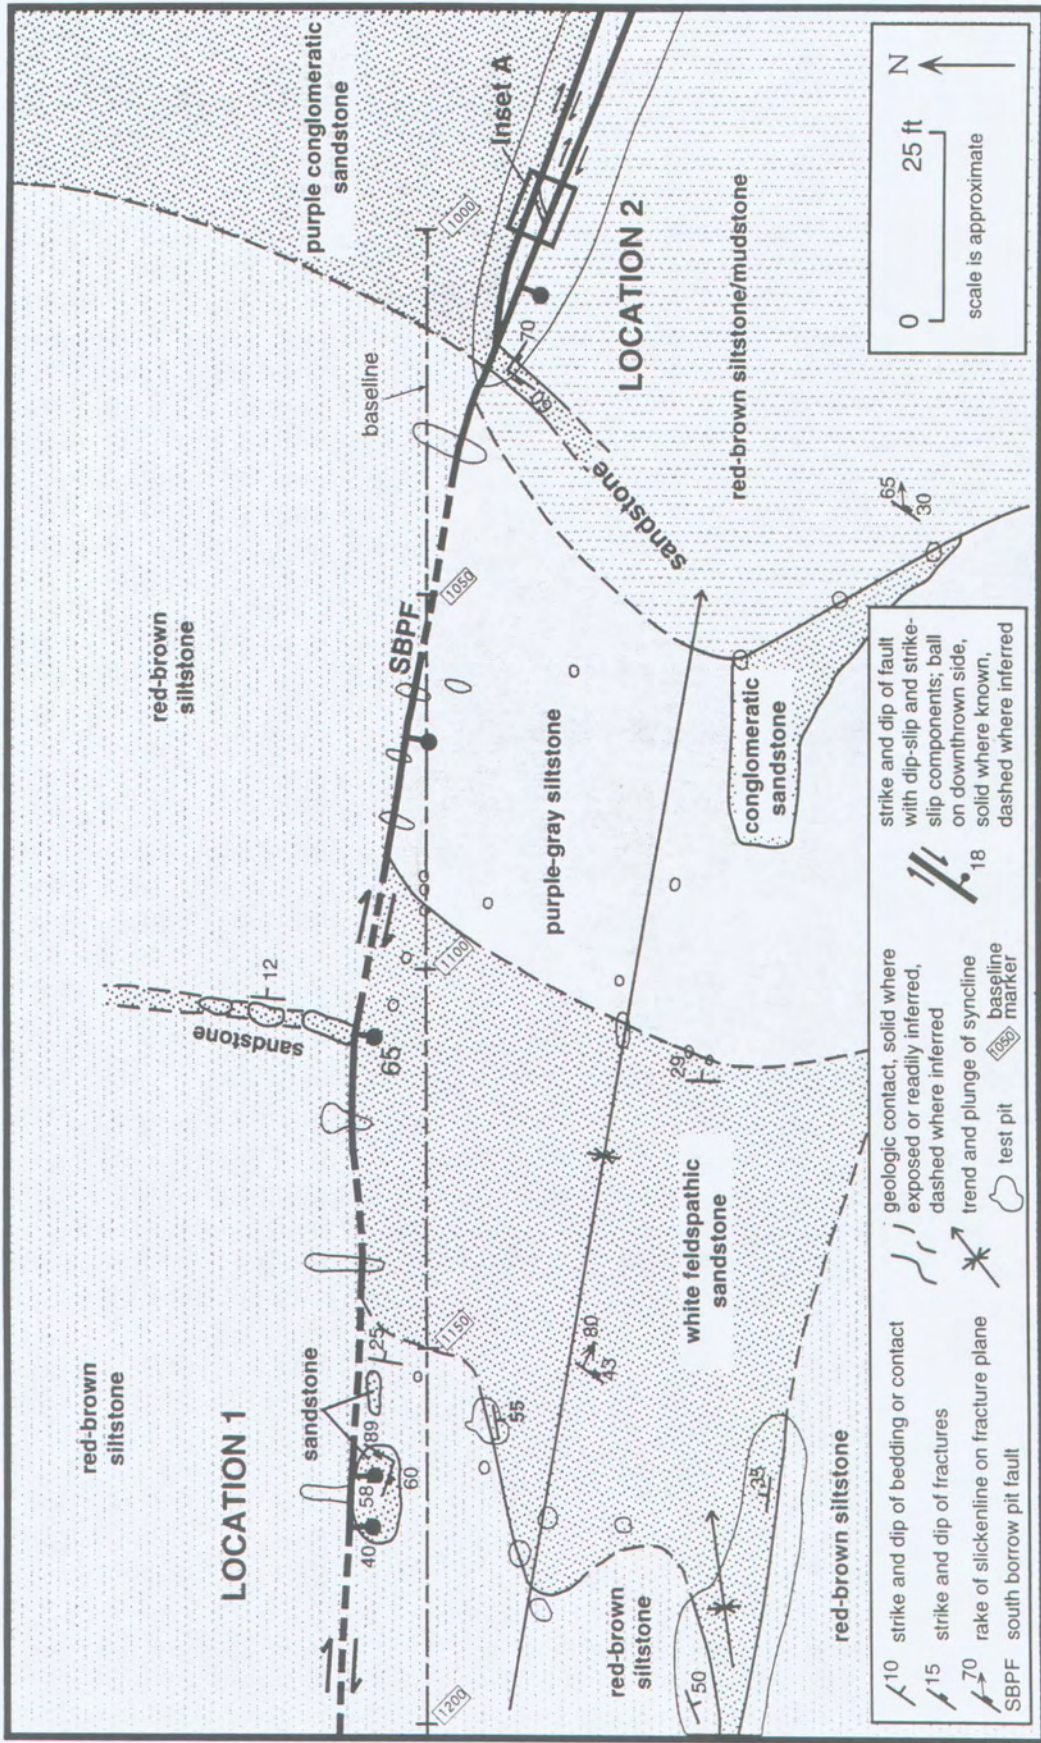 purple conglomeratic
sandstone
Inset A
1000
baseline
red-brown
siltstone
SBPF
1050
70
60
LOCATION 2
sandstone
red-brown siltstone/mudstone
65
30
purple-gray siltstone
conglomeratic
sandstone
1100
12
sandstone
65
29
white feldspathic
sandstone
red-brown
siltstone
LOCATION 1
sandstone
1150
25
89
58
60
40
80
43
55
35
50
1200
red-brown
siltstone
red-brown siltstone
N
0 25 ft
scale is approximate
10 strike and dip of bedding or contact
15 strike and dip of fractures
70 rake of slickenline on fracture plane
SBPF south borrow pit fault
geologic contact, solid where
exposed or readily inferred,
dashed where inferred
trend and plunge of syncline
test pit
1050 baseline
marker
18
strike and dip of fault
with dip-slip and strike-
slip components; ball
on downthrown side,
solid where known,
dashed where inferred